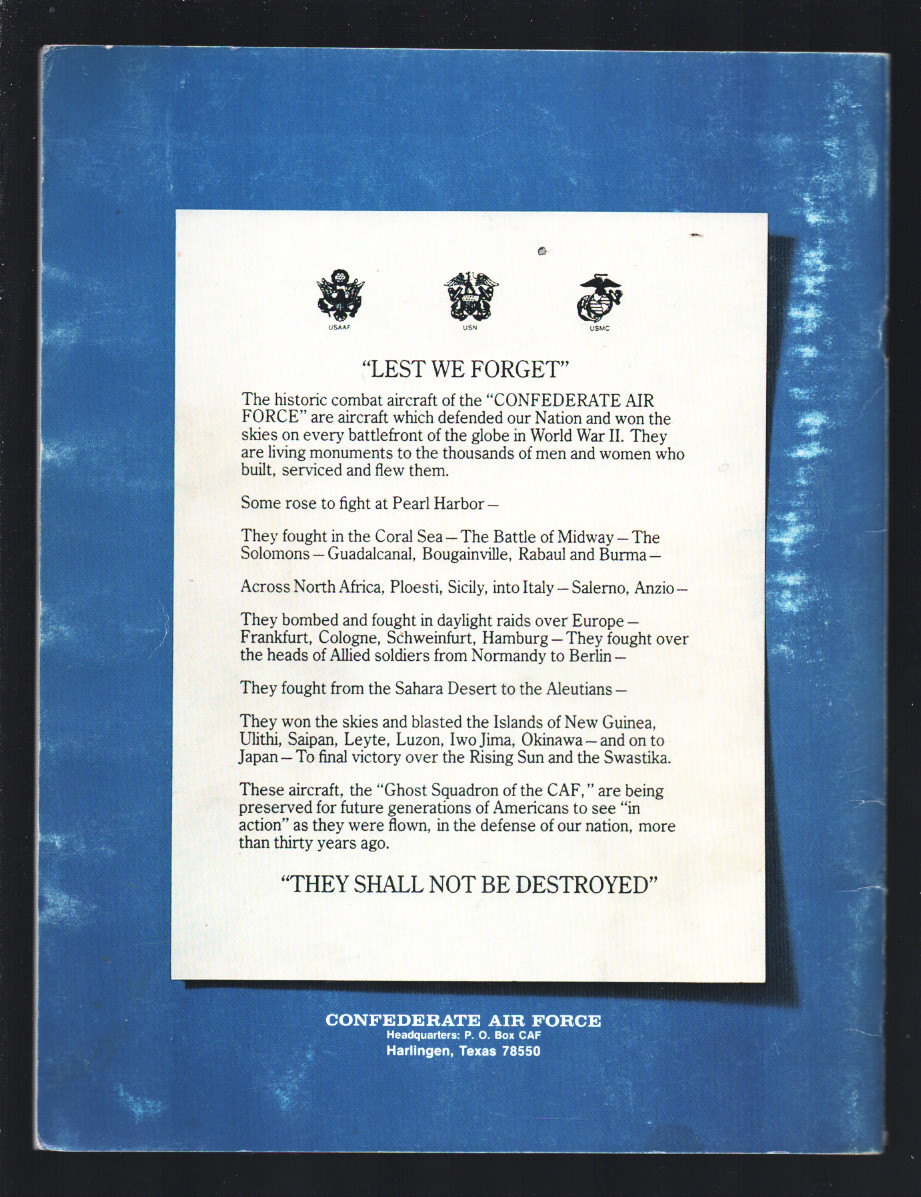 USAAF
USN
USMC
“LEST WE FORGET”
The historic combat aircraft of the “CONFEDERATE AIR
FORCE” are aircraft which defended our Nation and won the
skies on every battlefront of the globe in World War II. They
are living monuments to the thousands of men and women who
built, serviced and flew them.
Some rose to fight at Pearl Harbor –
They fought in the Coral Sea – The Battle of Midway – The
Solomons – Guadalcanal, Bougainville, Rabaul and Burma –
Across North Africa, Ploesti, Sicily, into Italy – Salerno, Anzio –
They bombed and fought in daylight raids over Europe –
Frankfurt, Cologne, Schweinfurt, Hamburg – They fought over
the heads of Allied soldiers from Normandy to Berlin –
They fought from the Sahara Desert to the Aleutians –
They won the skies and blasted the Islands of New Guinea,
Ulithi, Saipan, Leyte, Luzon, Iwo Jima, Okinawa – and on to
Japan – To final victory over the Rising Sun and the Swastika.
These aircraft, the “Ghost Squadron of the CAF,” are being
preserved for future generations of Americans to see “in
action” as they were flown, in the defense of our nation, more
than thirty years ago.
“THEY SHALL NOT BE DESTROYED”
CONFEDERATE AIR FORCE
Headquarters: P. O. Box CAF
Harlingen, Texas 78550